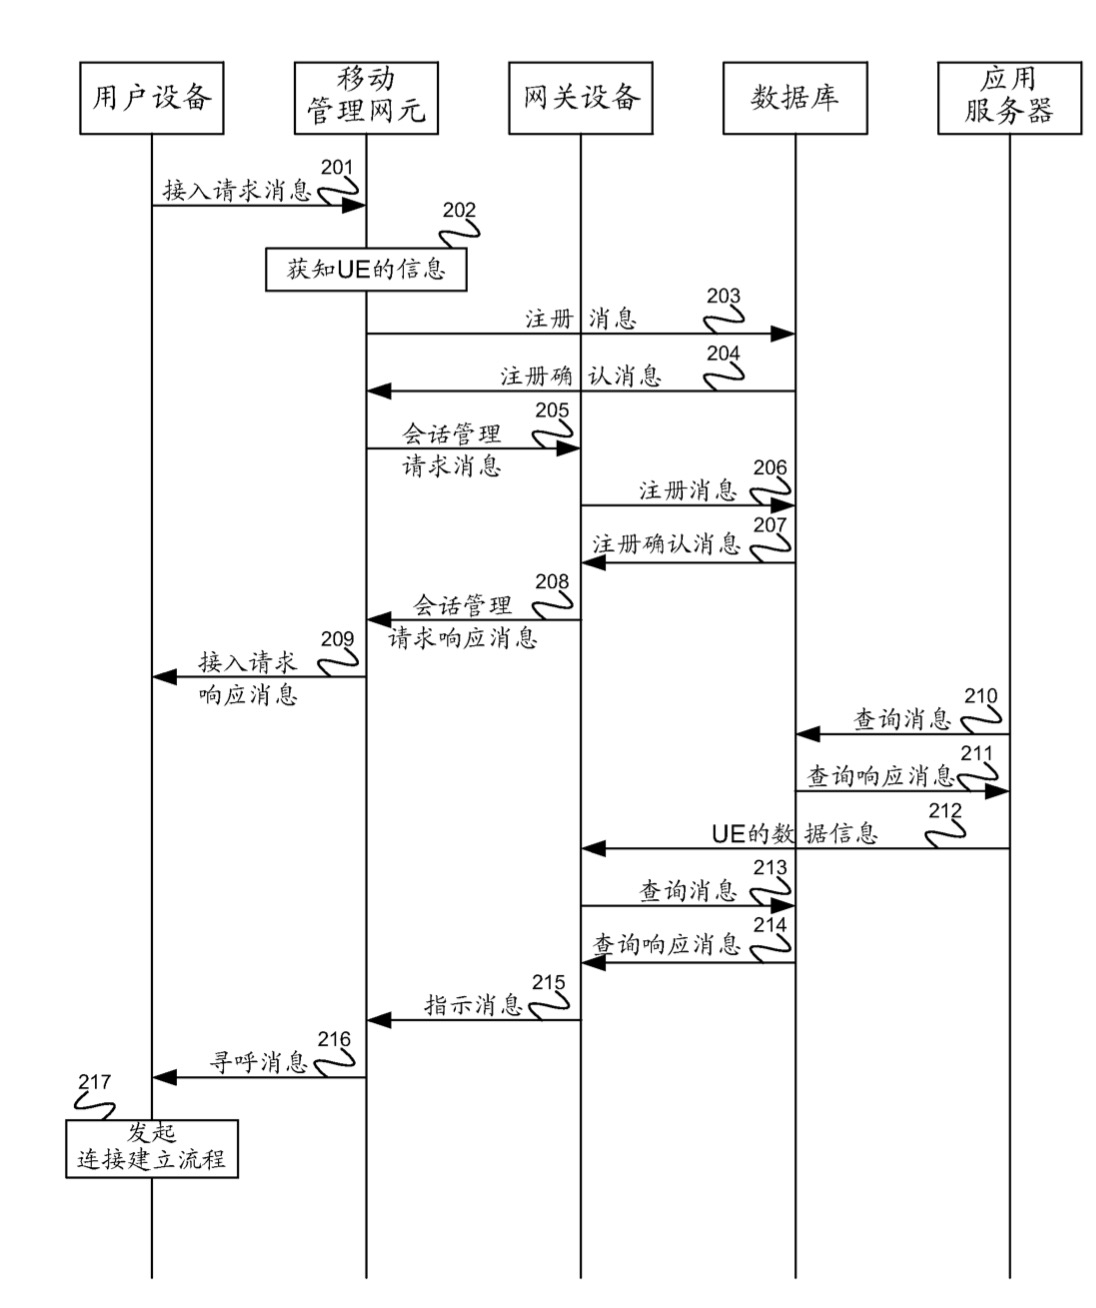 用户设备
移动
管理网元
网关设备
数据库
应用
服务器
201
接入请求消息
202
获知UE的信息
203
注册 消息
204
注册确 认消息
205
会话管理
请求消息
206
注册消息
207
注册确认消息
208
会话管理
请求响应消息
209
接入请求
响应消息
210
查询消息
211
查询响应消息
212
UE的数 据信息
213
查询消息
214
查询响应消息
215
指示消息
216
寻呼消息
217
发起
连接建立流程